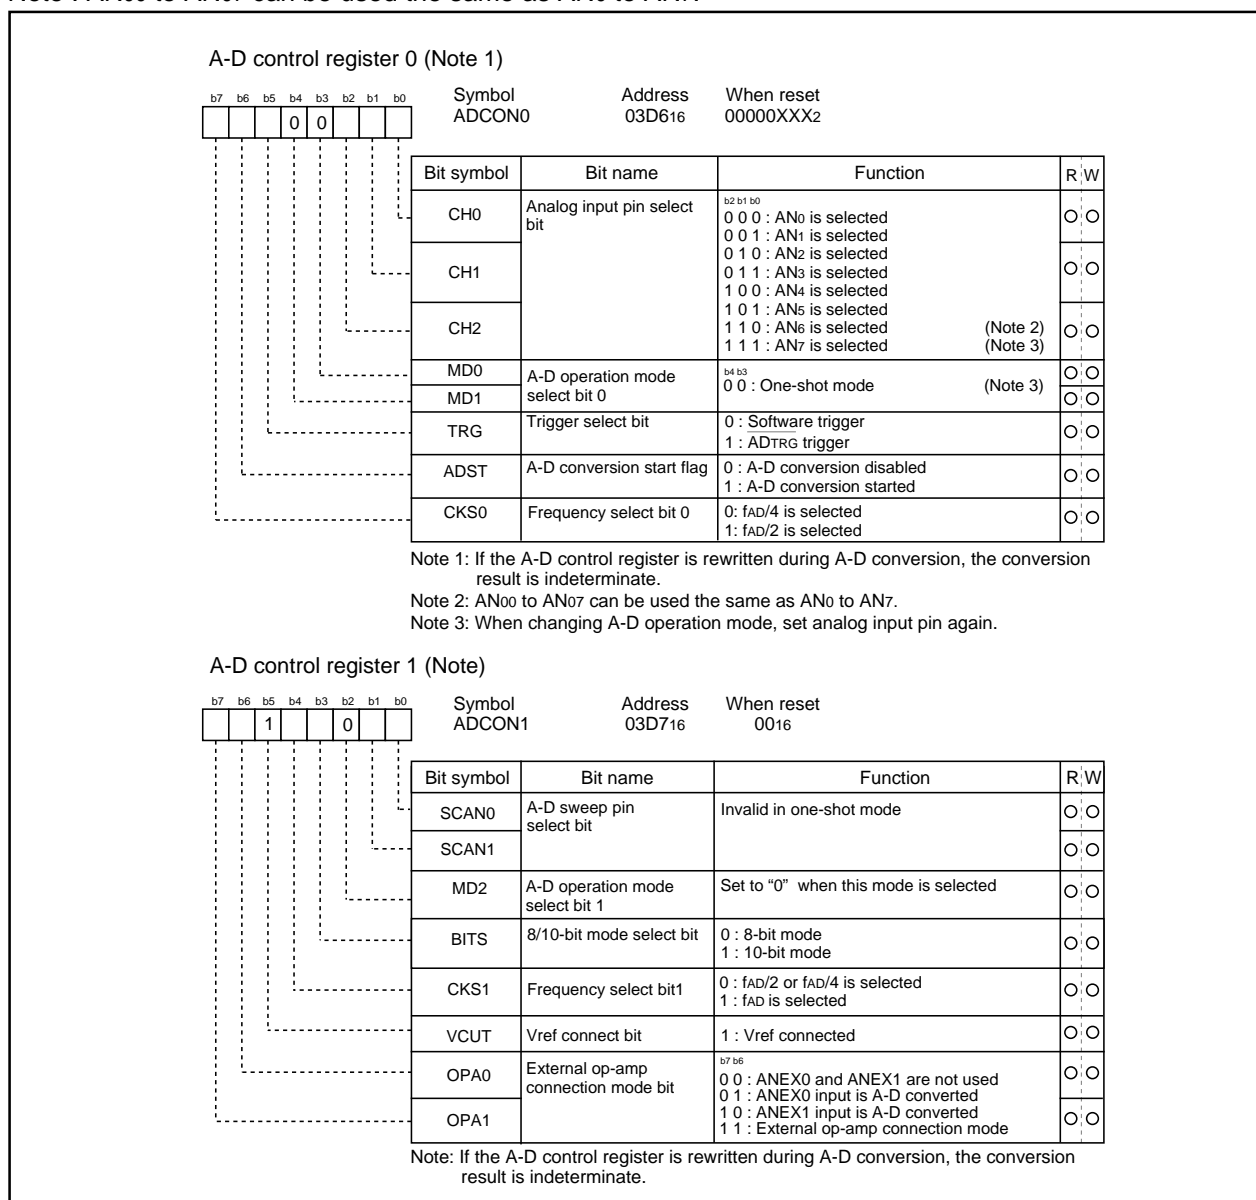 A-D control register 0 (Note 1)
b7 b6 b5 b4 b3 b2 b1 b0
0 0
Symbol Address When reset
ADCON0 03D616 00000XXX2
Bit symbol Bit name Function R W
CH0 Analog input pin select bit
CH1
CH2
b2 b1 b0
0 0 0 : AN0 is selected
0 0 1 : AN1 is selected
0 1 0 : AN2 is selected
0 1 1 : AN3 is selected
1 0 0 : AN4 is selected
1 0 1 : AN5 is selected
1 1 0 : AN6 is selected (Note 2)
1 1 1 : AN7 is selected (Note 3)
MD0
MD1
A-D operation mode
select bit 0
b4 b3
0 0 : One-shot mode (Note 3)
TRG Trigger select bit
0 : Software trigger
1 : ADTRG trigger
ADST A-D conversion start flag
0 : A-D conversion disabled
1 : A-D conversion started
CKS0 Frequency select bit 0
0: fAD/4 is selected
1: fAD/2 is selected
Note 1: If the A-D control register is rewritten during A-D conversion, the conversion
result is indeterminate.
Note 2: AN00 to AN07 can be used the same as AN0 to AN7.
Note 3: When changing A-D operation mode, set analog input pin again.
A-D control register 1 (Note)
b7 b6 b5 b4 b3 b2 b1 b0
1 0
Symbol Address When reset
ADCON1 03D716 0016
Bit symbol Bit name Function R W
SCAN0
SCAN1
A-D sweep pin
select bit
Invalid in one-shot mode
MD2
A-D operation mode
select bit 1
Set to “0” when this mode is selected
BITS 8/10-bit mode select bit
0 : 8-bit mode
1 : 10-bit mode
CKS1 Frequency select bit1
0 : fAD/2 or fAD/4 is selected
1 : fAD is selected
VCUT Vref connect bit 1 : Vref connected
OPA0
OPA1
External op-amp
connection mode bit
b7 b6
0 0 : ANEX0 and ANEX1 are not used
0 1 : ANEX0 input is A-D converted
1 0 : ANEX1 input is A-D converted
1 1 : External op-amp connection mode
Note: If the A-D control register is rewritten during A-D conversion, the conversion
result is indeterminate.